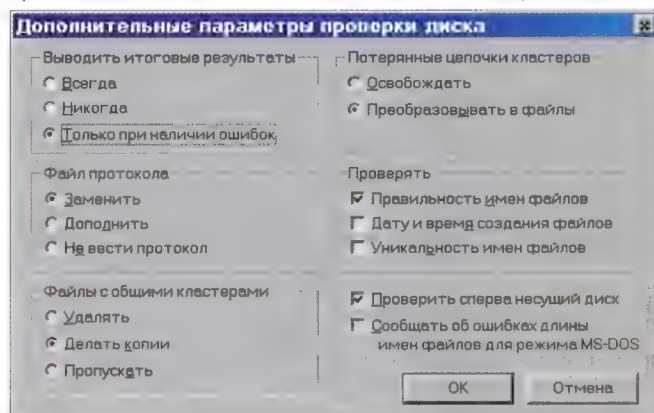 Дополнительные параметры проверки диска
Выводить итоговые результаты
Всегда
Никогда
Только при наличии ошибок
Потерянные цепочки кластеров
Освобождать
Преобразовывать в файлы
Файл протокола
Заменить
Дополнить
Не вести протокол
Проверять
Правильность имен файлов
Дату и время создания файлов
Уникальность имен файлов
Файлы с общими кластерами
Удалять
Делать копии
Пропускать
Проверить сперва несущий диск
Сообщать об ошибках длины
имен файлов для режима MS-DOS
OK
Отмена